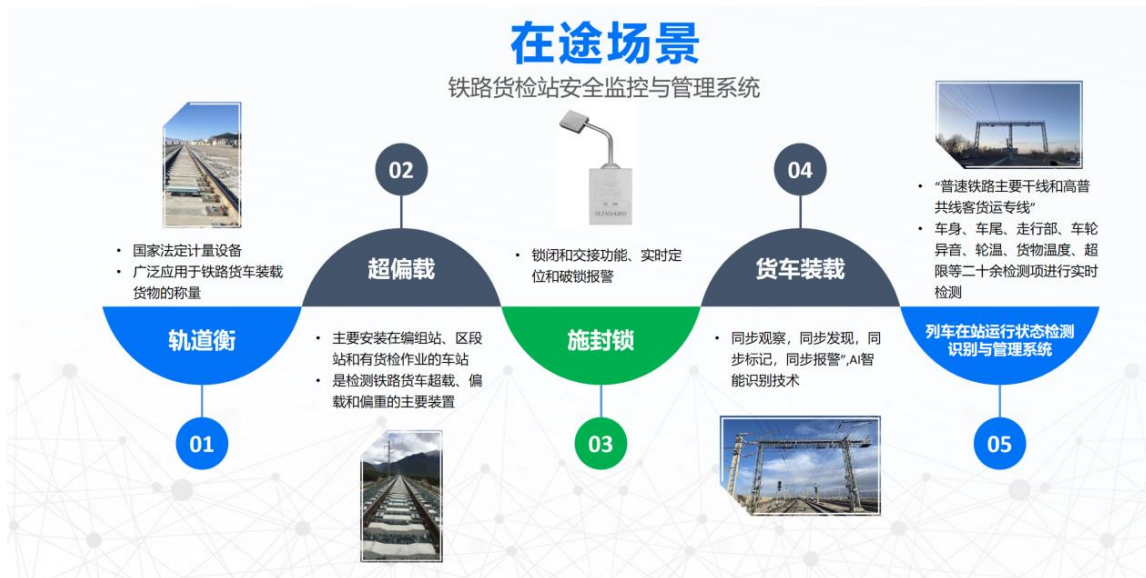 在途场景
铁路货检站安全监控与管理系统
• 国家法定计量设备
• 广泛应用于铁路货车装载
货物的称量
轨道衡
01
02
超偏载
• 主要安装在编组站、区段
站和有货检作业的车站
• 是检测铁路货车超载、偏
载和偏重的主要装置
• 锁闭和交接功能、实时定
位和破锁报警
施封锁
03
04
货车装载
• 同步观察，同步发现，同
步标记，同步报警”,AI智
能识别技术
• “普速铁路主要干线和高普
共线客货运专线”
• 车身、车尾、走行部、车轮
异音、轮温、货物温度、超
限等二十余检测项进行实时
检测
列车在站运行状态检测
识别与管理系统
05